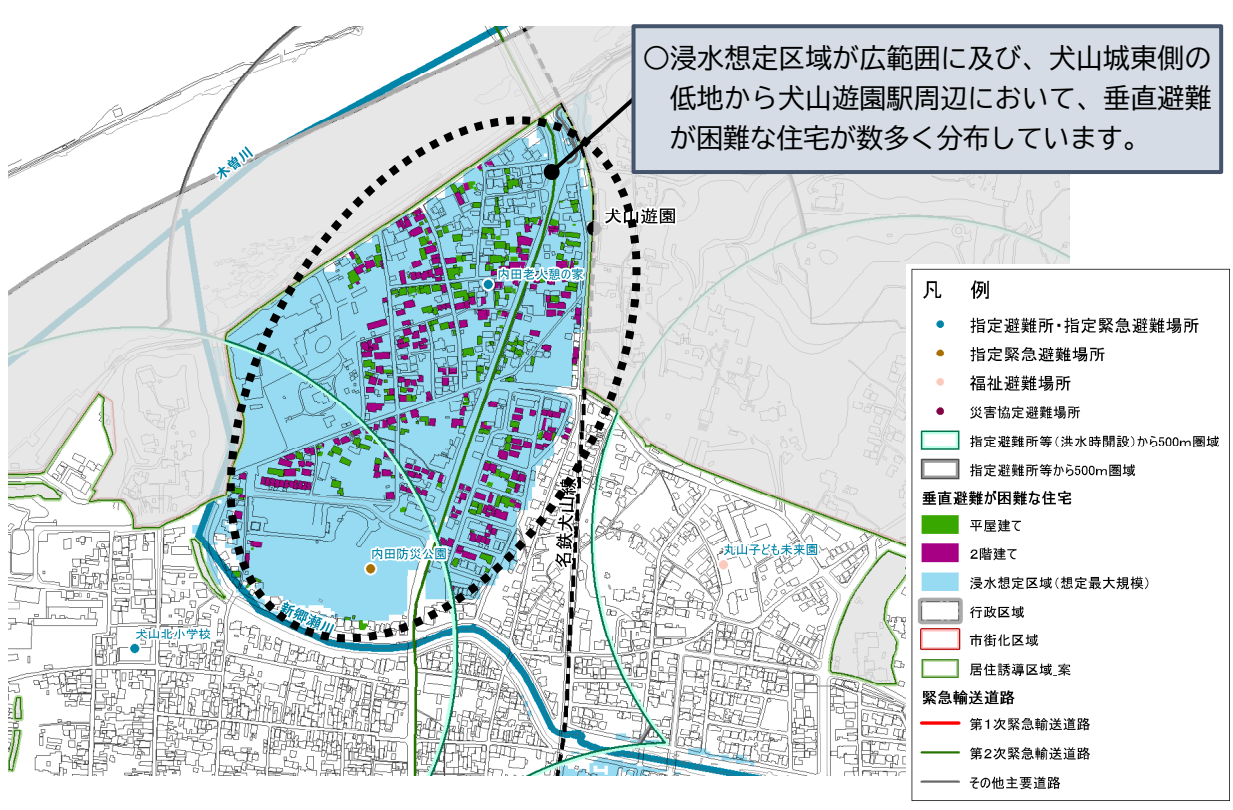 〇浸水想定区域が広範囲に及び、犬山城東側の
低地から犬山遊園駅周辺において、垂直避難
が困難な住宅が数多く分布しています。
木曽川
犬山遊園
内田老人憩の家
名鉄犬山線
内田防災公園
丸山子ども未来園
新郷瀬川
犬山北小学校
凡 例
指定避難所・指定緊急避難場所
指定緊急避難場所
福祉避難場所
災害協定避難場所
指定避難所等(洪水時開設)から500m圏域
指定避難所等から500m圏域
垂直避難が困難な住宅
平屋建て
2階建て
浸水想定区域(想定最大規模)
行政区域
市街化区域
居住誘導区域_案
緊急輸送道路
第1次緊急輸送道路
第2次緊急輸送道路
その他主要道路